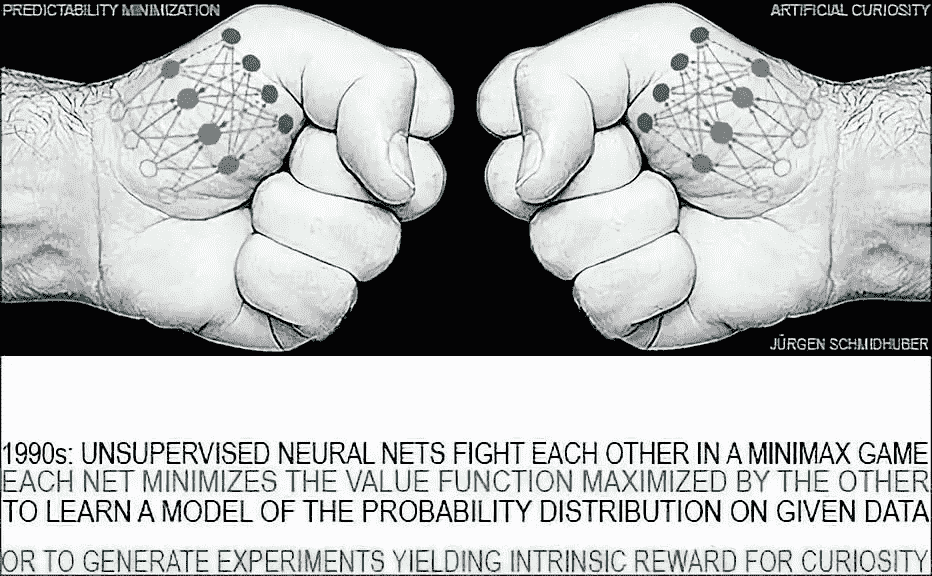 PREDICTABILITY MINIMIZATION
ARTIFICIAL CURIOSITY
JÜRGEN SCHMIDHUBER
1990s: UNSUPERVISED NEURAL NETS FIGHT EACH OTHER IN A MINIMAX GAME
EACH NET MINIMIZES THE VALUE FUNCTION MAXIMIZED BY THE OTHER
TO LEARN A MODEL OF THE PROBABILITY DISTRIBUTION ON GIVEN DATA
OR TO GENERATE EXPERIMENTS YIELDING INTRINSIC REWARD FOR CURIOSITY